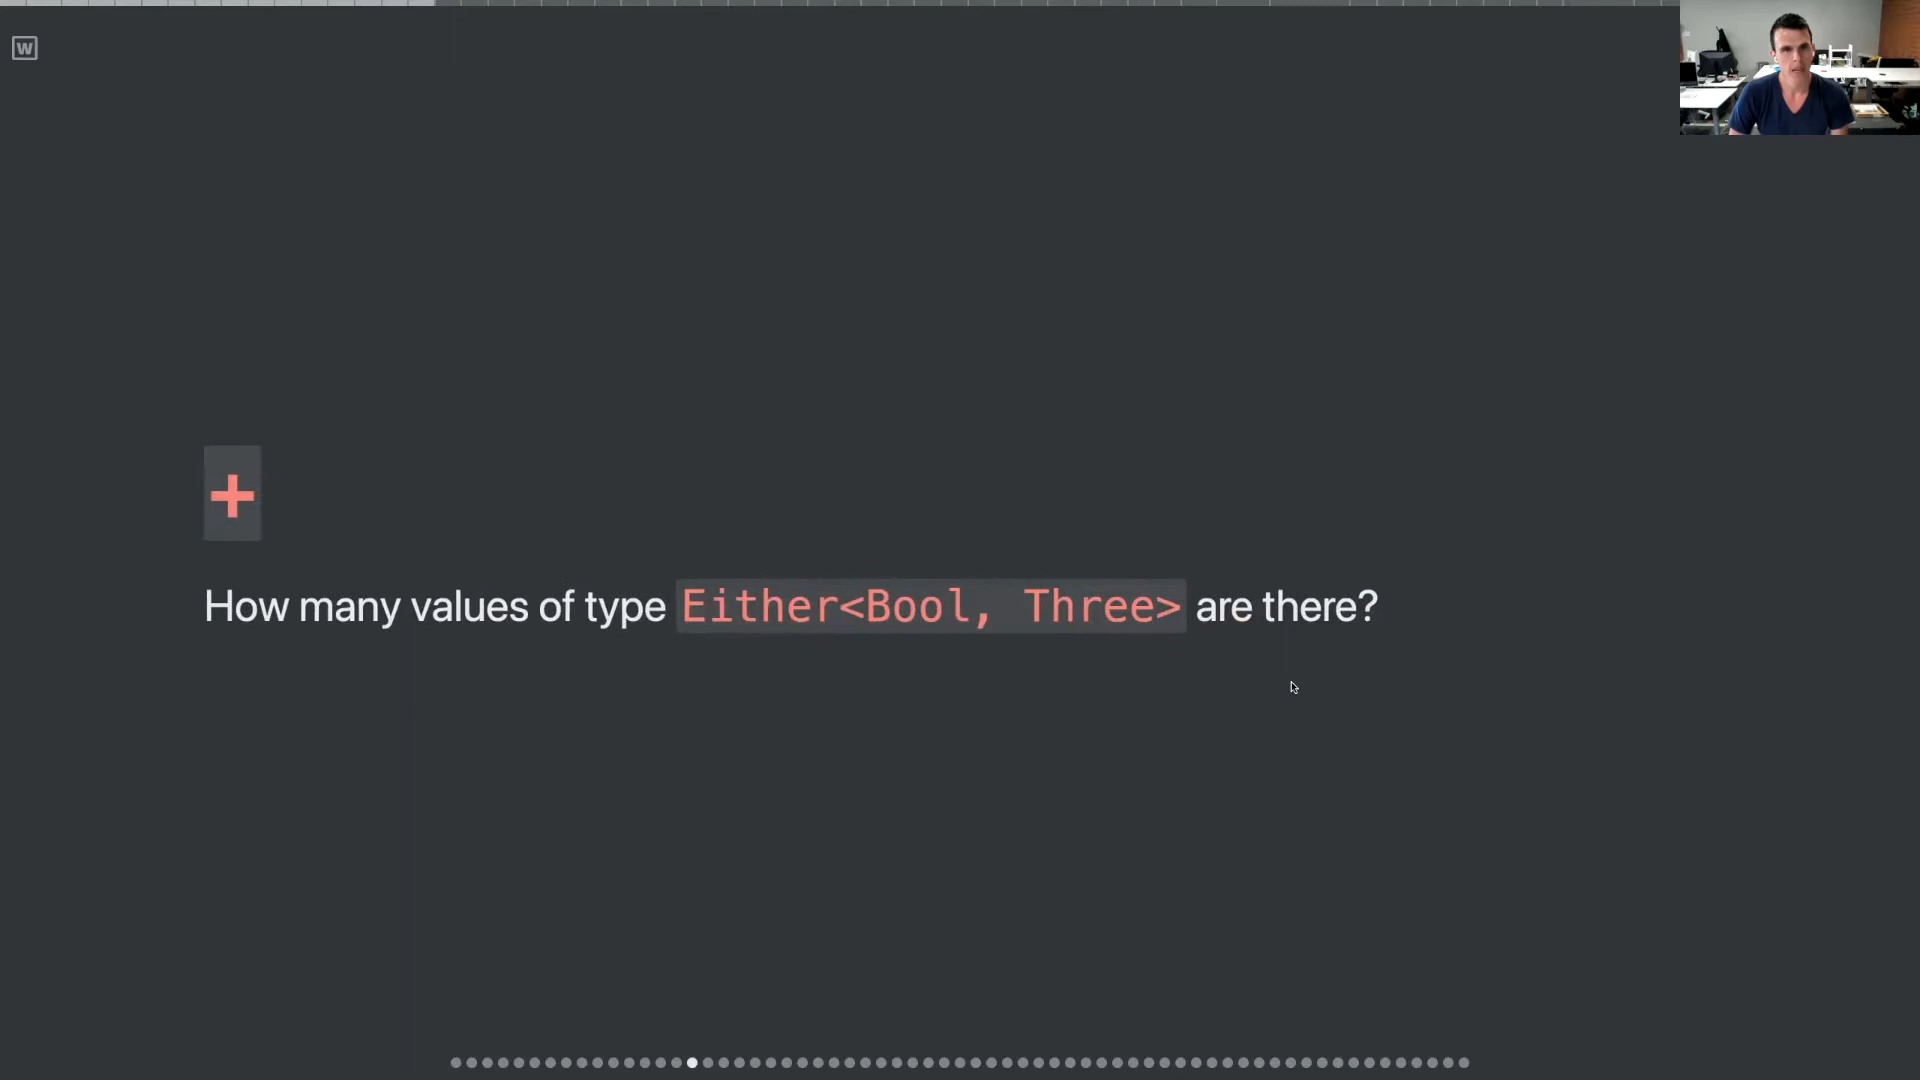 W
+
How many values of type Either<Bool, Three> are there?